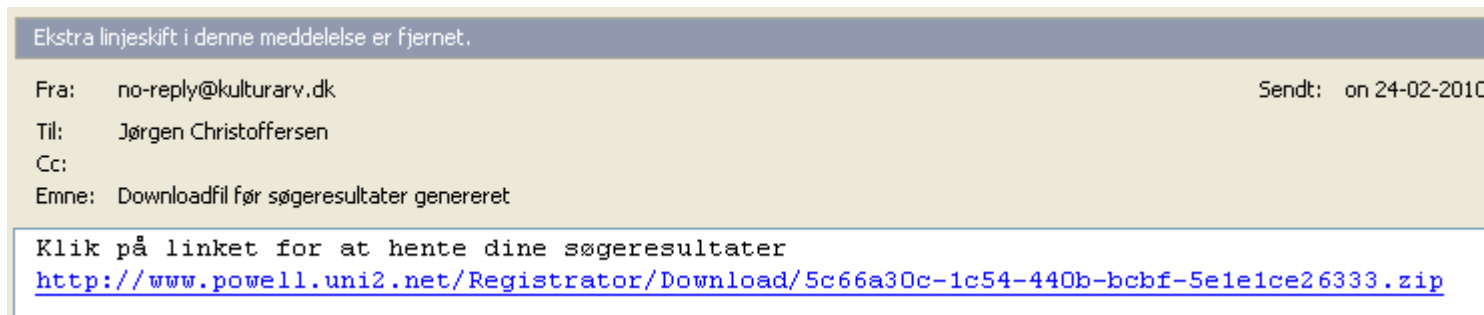 Ekstra linjeskift i denne meddelelse er fjernet.
Fra: no-reply@kulturarv.dk Sendt: on 24-02-2010
Til: Jørgen Christoffersen
Cc:
Emne: Downloadfil før søgeresultater genereret
Klik på linket for at hente dine søgeresultater
http://www.powell.uni2.net/Registrator/Download/5c66a30c-1c54-440b-bcbf-5e1e1ce26333.zip